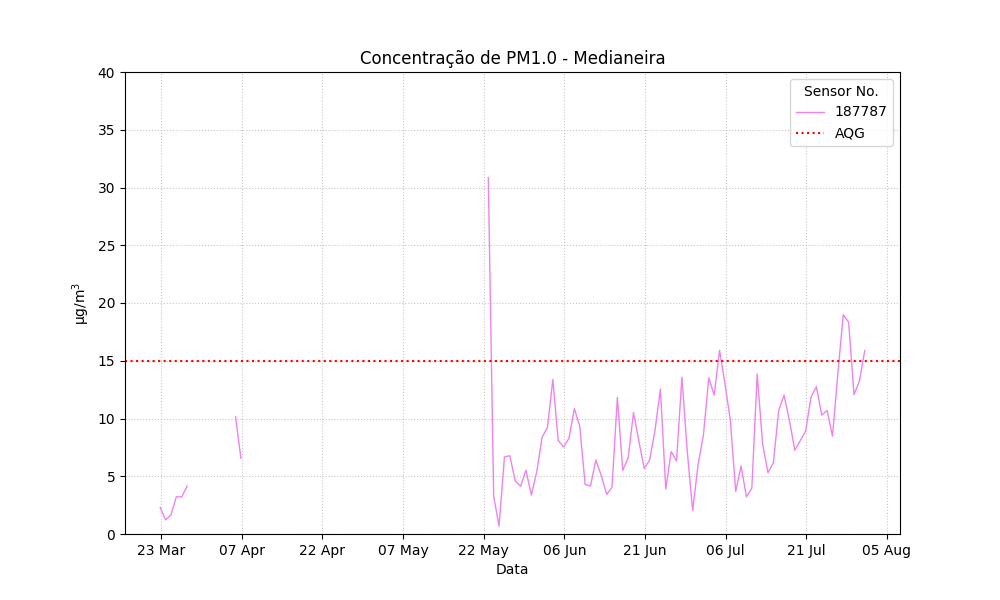 Concentração de PM1.0 - Medianeira
Sensor No.
187787
AQG
40
35
30
25
20
15
10
5
0
µg/m³
23 Mar
07 Apr
22 Apr
07 May
22 May
06 Jun
21 Jun
06 Jul
21 Jul
05 Aug
Data